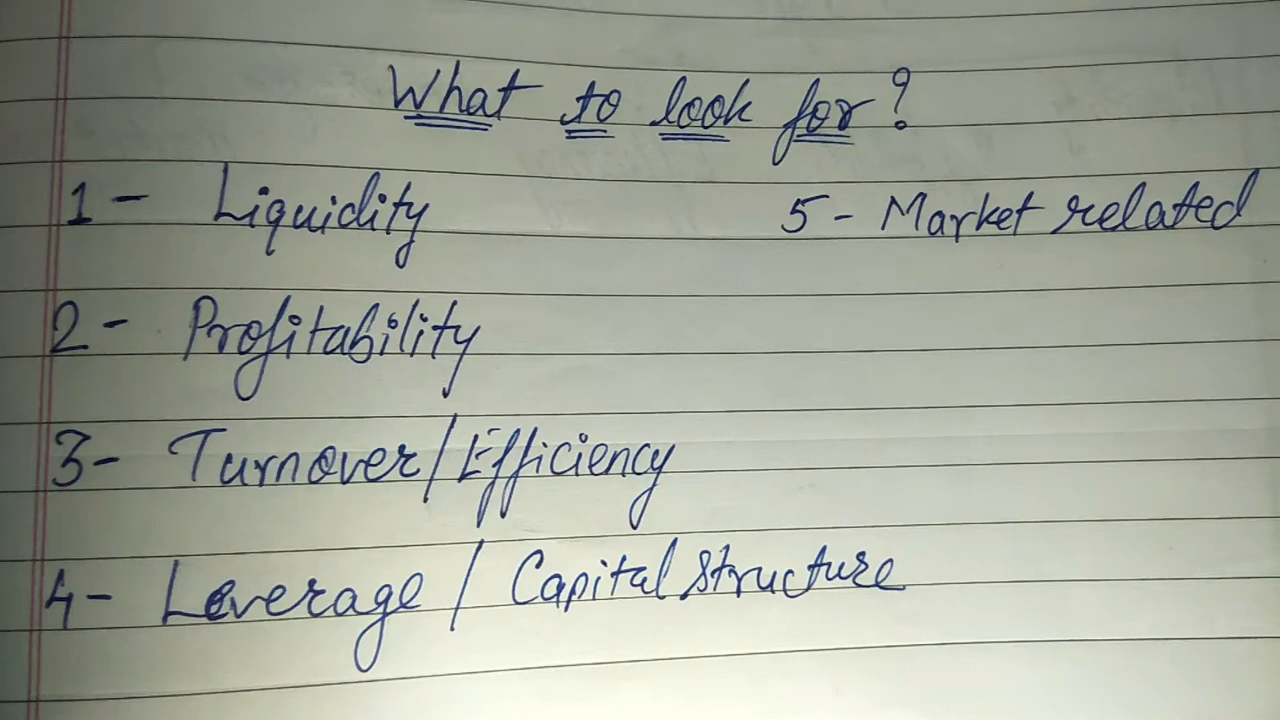 What to look for?
1- Liquidity
5- Market related
2- Profitability
3- Turnover/Efficiency
4- Leverage / Capital structure